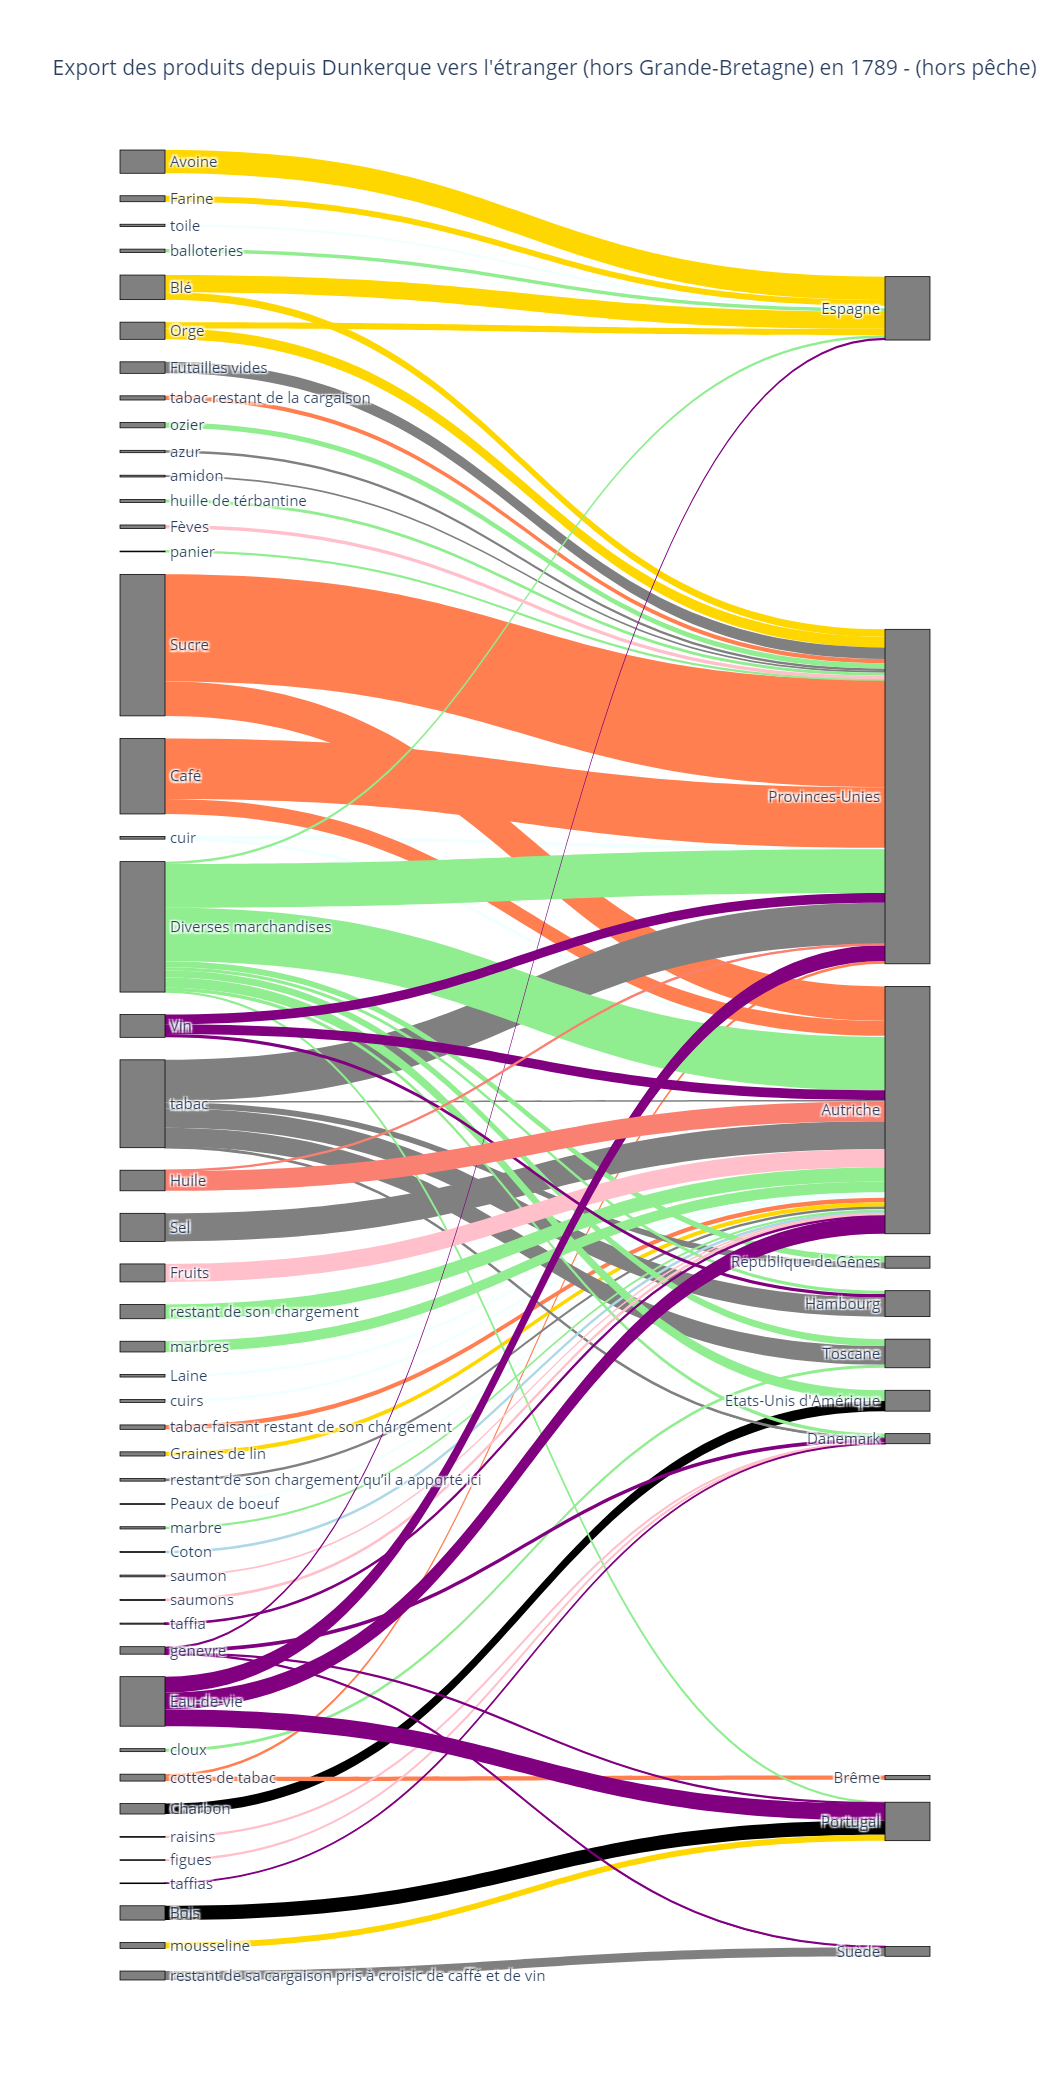 Export des produits depuis Dunkerque vers l'étranger (hors Grande-Bretagne) en 1789 - (hors pêche)
Avoine
Farine
toile
balloteries
Blé
Orge
Futailles vides
tabac restant de la cargaison
ozier
azur
amidon
huille de térbantine
Fèves
panier
Sucre
Café
cuir
Diverses marchandises
Vin
tabac
Huile
Sel
Fruits
restant de son chargement
marbres
Laine
cuirs
tabac faisant restant de son chargement
Graines de lin
restant de son chargement qu'il a apporté ici
Peaux de boeuf
marbre
Coton
saumon
saumons
taffia
genevre
Eau-de-vie
cloux
cottes de tabac
Charbon
raisins
figues
taffias
Bois
mousseline
restant de sa cargaison pris à croisic de caffé et de vin
Espagne
Provinces-Unies
Autriche
République de Gênes
Hambourg
Toscane
Etats-Unis d'Amérique
Danemark
Brême
Portugal
Suède